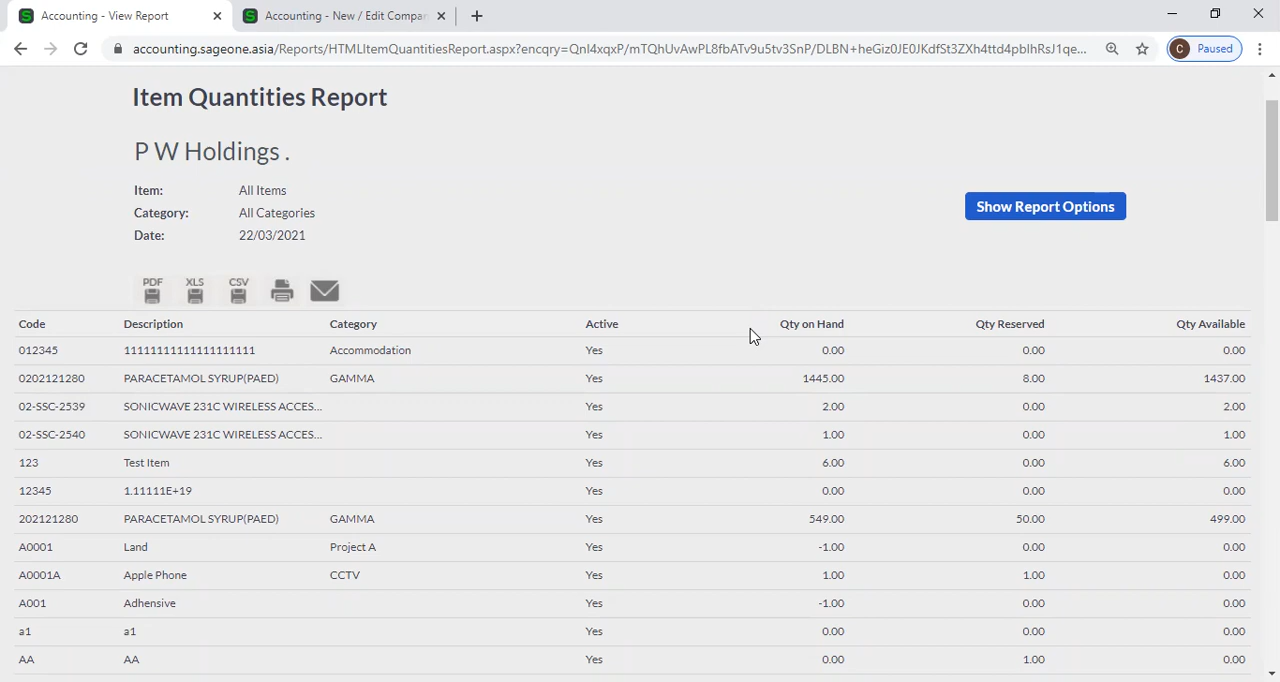 Accounting - View Report
Accounting - New / Edit Compa
accounting.sageone.asia/Reports/HTMLItemQuantitiesReport.aspx?encqry=
C Paused
Item Quantities Report
P W Holdings .
Item: All Items
Category: All Categories
Date: 22/03/2021
Show Report Options
PDF XLS CSV
Code Description Category Active Qty on Hand Qty Reserved Qty Available
012345 11111111111111111111 Accommodation Yes 0.00 0.00 0.00
0202121280 PARACETAMOL SYRUP(PAED) GAMMA Yes 1445.00 8.00 1437.00
02-SSC-2539 SONICWAVE 231C WIRELESS ACCES... Yes 2.00 0.00 2.00
02-SSC-2540 SONICWAVE 231C WIRELESS ACCES... Yes 1.00 0.00 1.00
123 Test Item Yes 6.00 0.00 6.00
12345 1.11111E+19 Yes 0.00 0.00 0.00
202121280 PARACETAMOL SYRUP(PAED) GAMMA Yes 549.00 50.00 499.00
A0001 Land Project A Yes -1.00 0.00 0.00
A0001A Apple Phone CCTV Yes 1.00 1.00 0.00
A001 Adhensive Yes -1.00 0.00 0.00
a1 a1 Yes 0.00 0.00 0.00
AA AA Yes 0.00 1.00 0.00